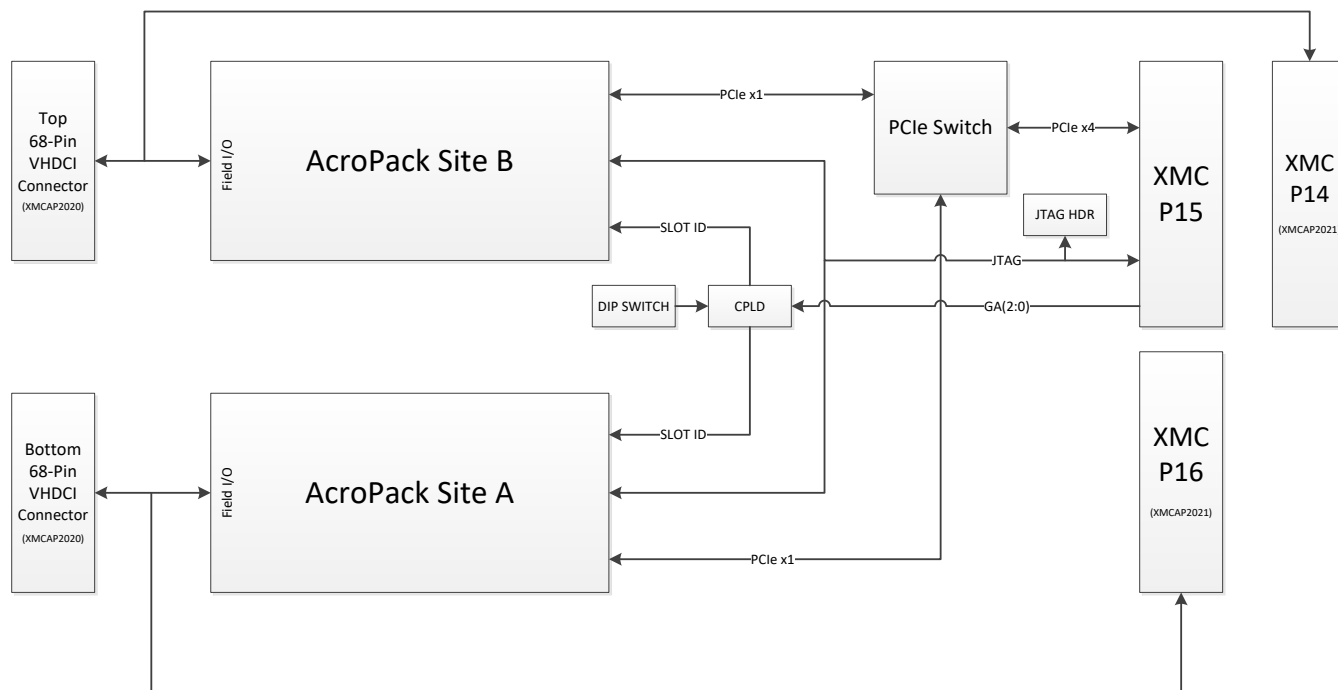 Top
68-Pin
VHDCI
Connector
(XMCAP2020)
Field I/O
AcroPack Site B
PCIe x1
PCIe Switch
PCIe x4
XMC
P15
XMC
P14
(XMCAP2021
JTAG HDR
SLOT ID
JTAG
DIP SWITCH
CPLD
GA(2:0)
Bottom
68-Pin
VHDCI
Connector
(XMCAP2020)
Field I/O
AcroPack Site A
SLOT ID
PCIe x1
XMC
P16
(XMCAP2021)